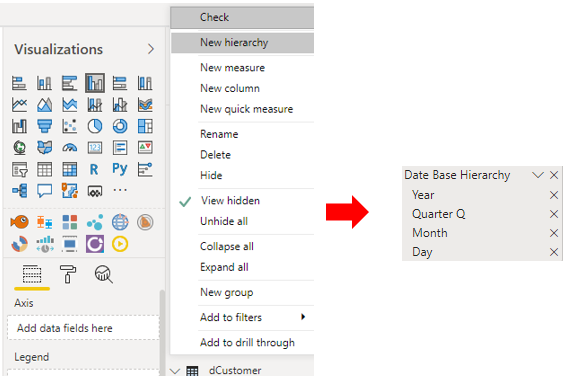 Visualizations
R
Py
123
Axis
Add data fields here
Legend
Check
New hierarchy
New measure
New column
New quick measure
Rename
Delete
Hide
View hidden
Unhide all
Collapse all
Expand all
New group
Add to filters
Add to drill through
dCustomer
Date Base Hierarchy
Year
Quarter Q
Month
Day